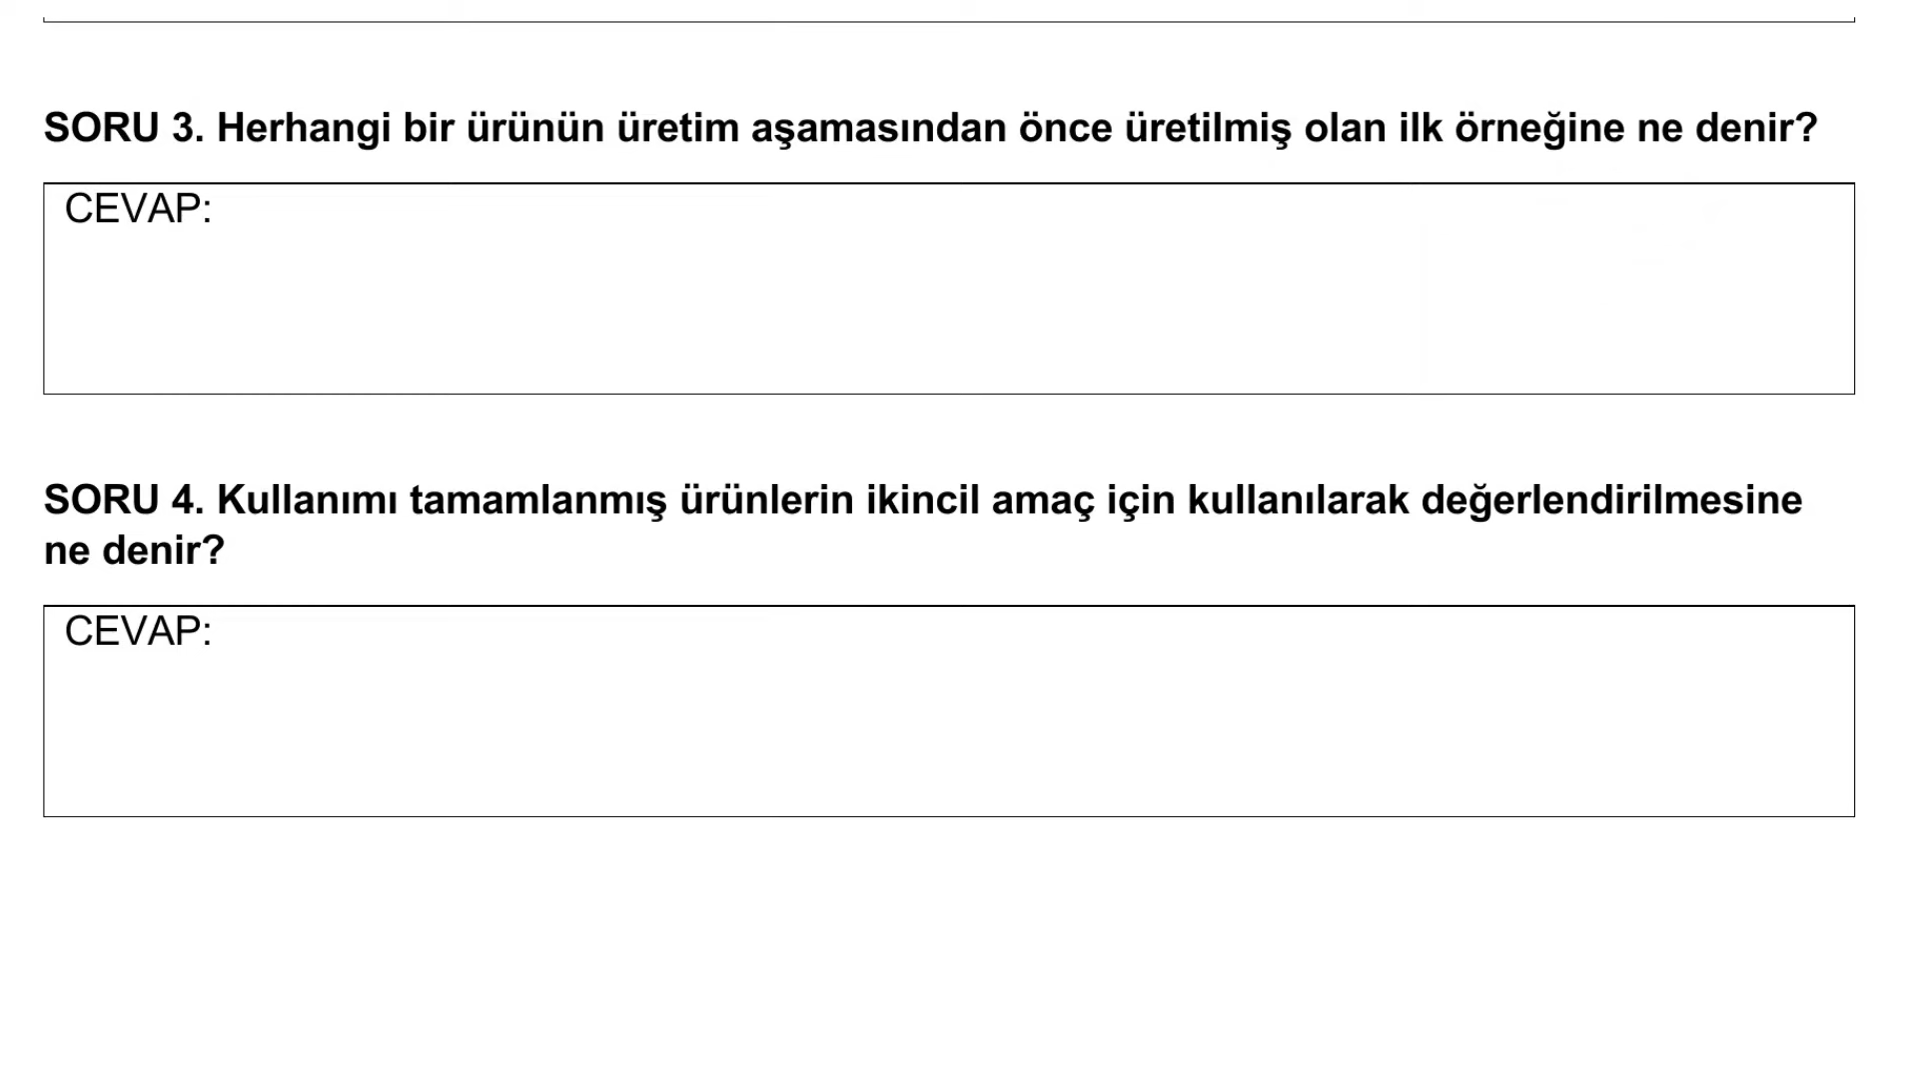 SORU 3. Herhangi bir ürünün üretim aşamasından önce üretilmiş olan ilk örneğine ne denir?
CEVAP:
SORU 4. Kullanımı tamamlanmış ürünlerin ikincil amaç için kullanılarak değerlendirilmesine
ne denir?
CEVAP: